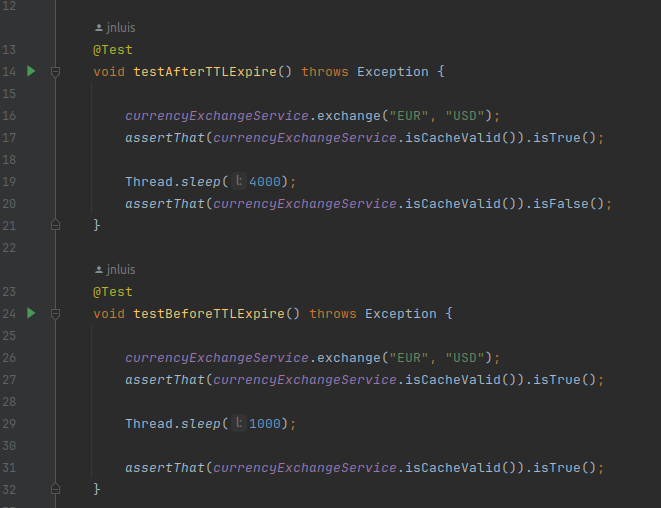 12
jnluis
13 @Test
14 void testAfterTTLExpire() throws Exception {
15
16 currencyExchangeService.exchange("EUR", "USD");
17 assertThat(currencyExchangeService.isCacheValid()).isTrue();
18
19 Thread.sleep( l: 4000);
20 assertThat(currencyExchangeService.isCacheValid()).isFalse();
21 }
22
jnluis
23 @Test
24 void testBeforeTTLExpire() throws Exception {
25
26 currencyExchangeService.exchange("EUR", "USD");
27 assertThat(currencyExchangeService.isCacheValid()).isTrue();
28
29 Thread.sleep( l: 1000);
30
31 assertThat(currencyExchangeService.isCacheValid()).isTrue();
32 }